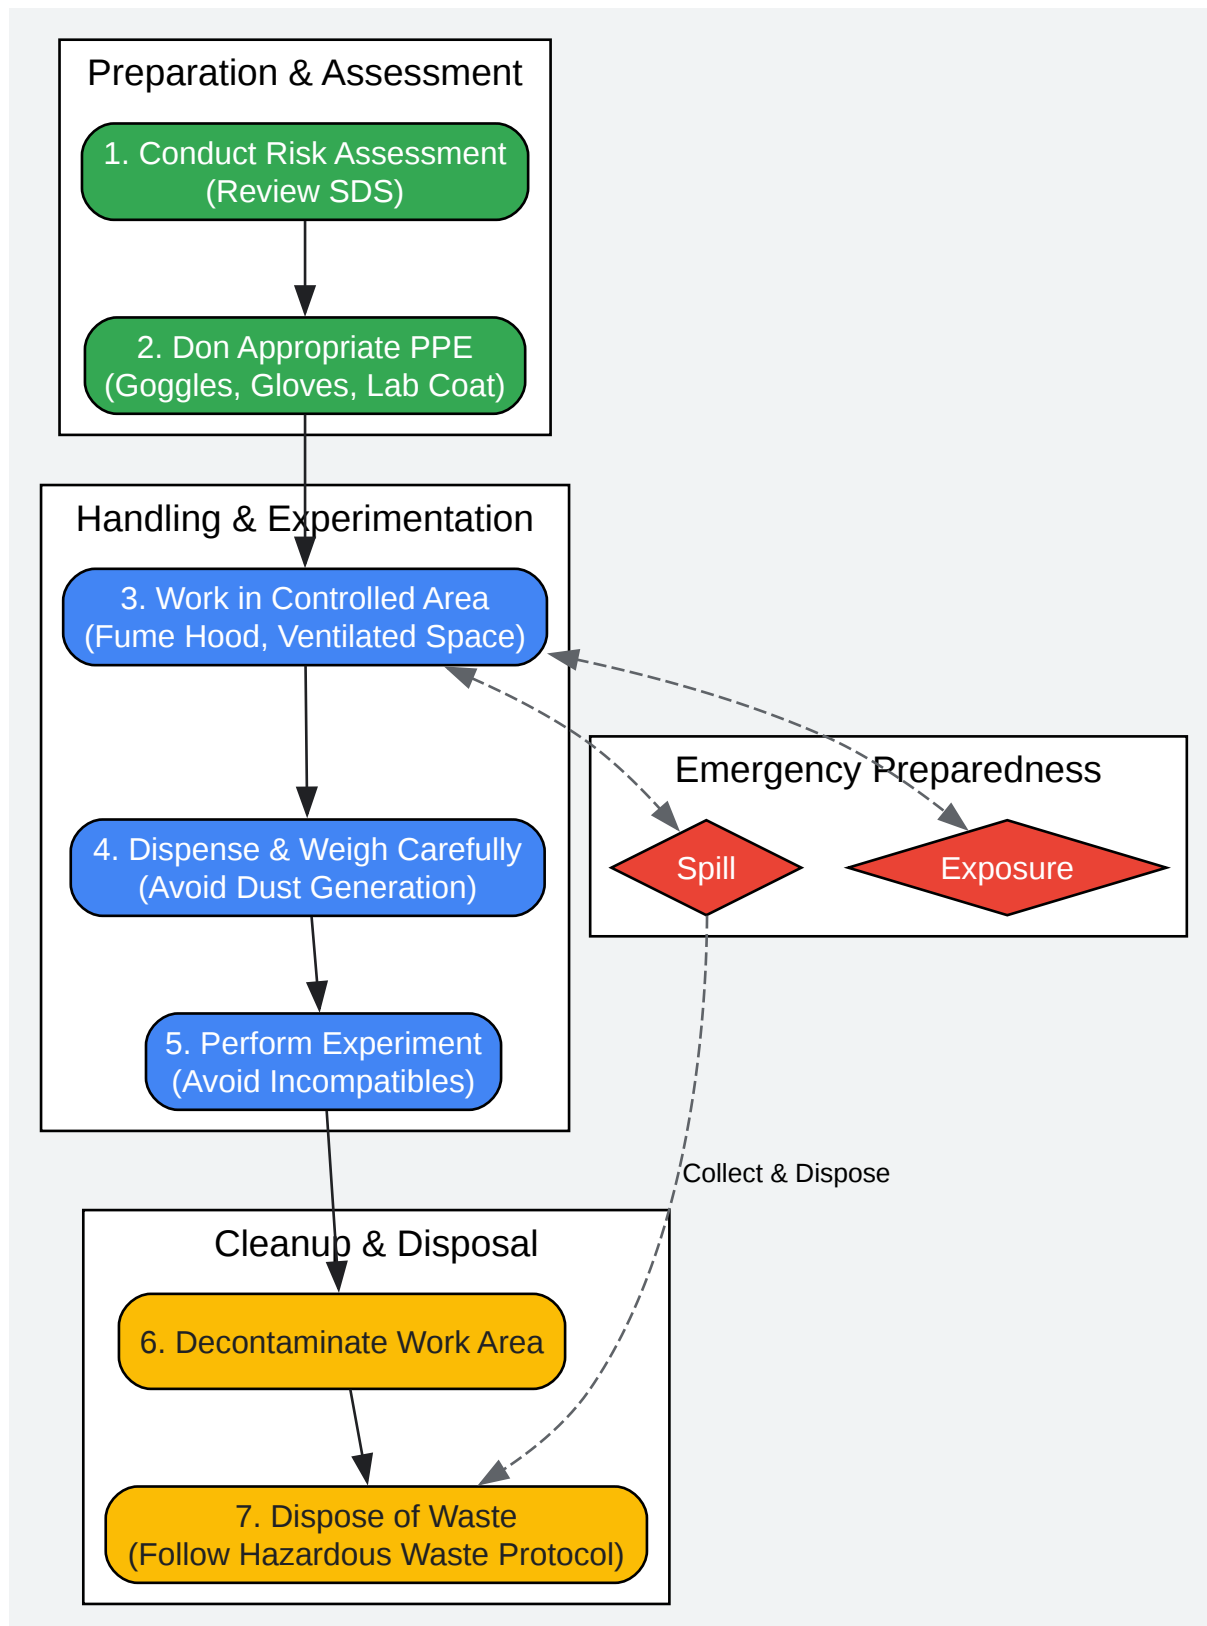 Preparation & Assessment
1. Conduct Risk Assessment
(Review SDS)
2. Don Appropriate PPE
(Goggles, Gloves, Lab Coat)
Handling & Experimentation
3. Work in Controlled Area
(Fume Hood, Ventilated Space)
Emergency Preparedness
4. Dispense & Weigh Carefully
(Avoid Dust Generation)
Spill
Exposure
5. Perform Experiment
(Avoid Incompatibles)
Collect & Dispose
Cleanup & Disposal
6. Decontaminate Work Area
7. Dispose of Waste
(Follow Hazardous Waste Protocol)